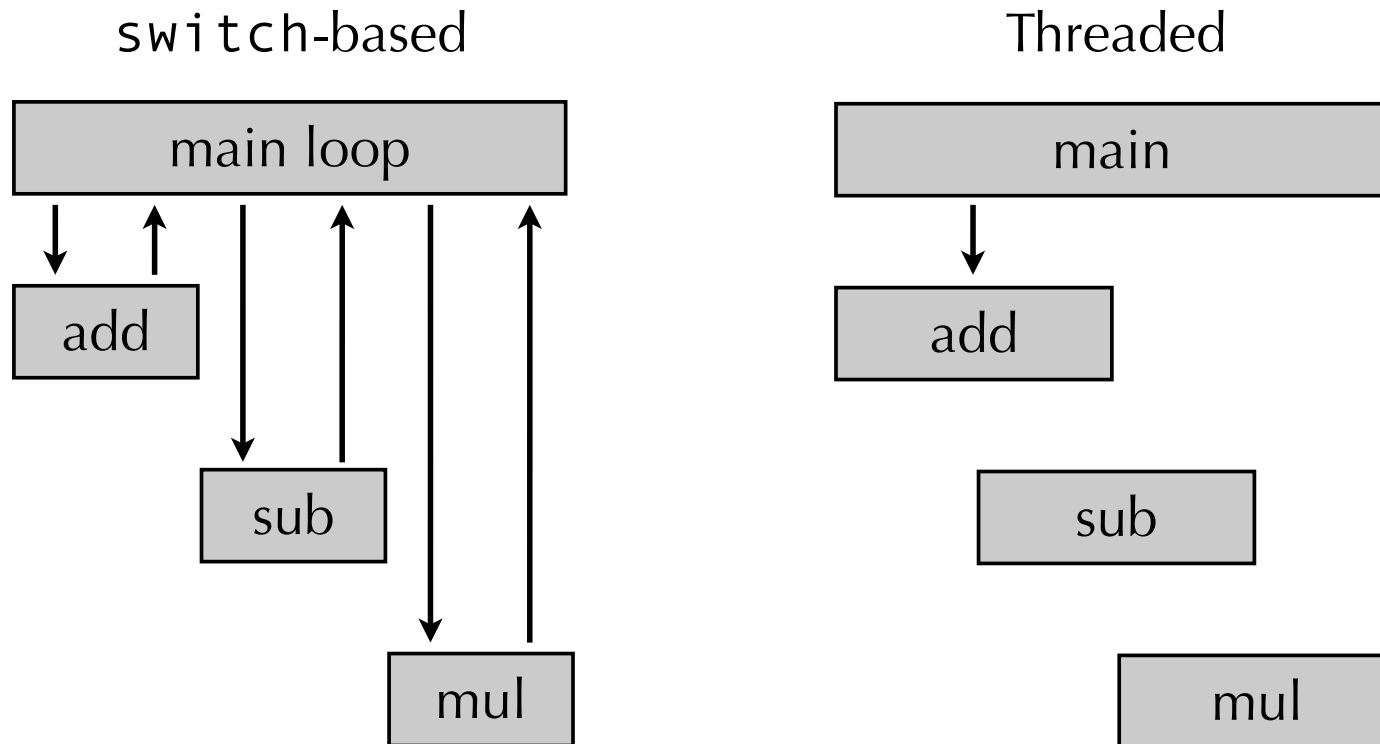 switch-based
main loop
add
sub
mul
Threaded
main
add
sub
mul